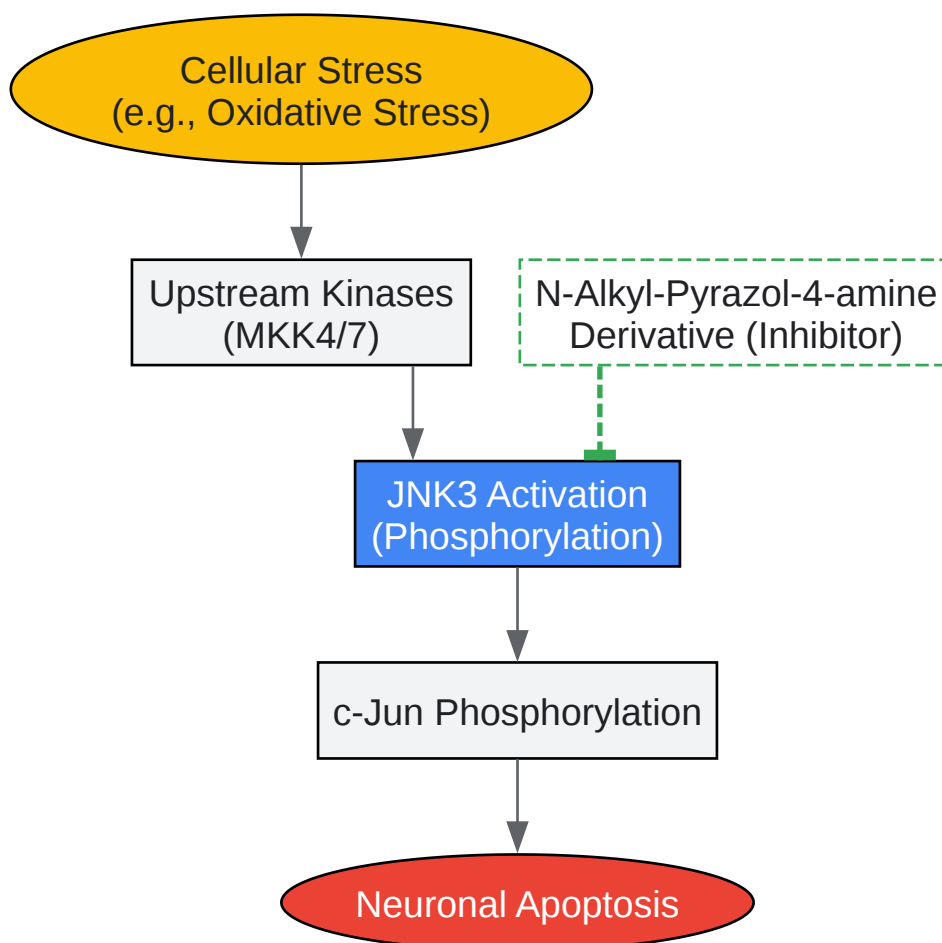 Cellular Stress
(e.g., Oxidative Stress)
Upstream Kinases
(MKK4/7)
N-Alkyl-Pyrazol-4-amine
Derivative (Inhibitor)
JNK3 Activation
(Phosphorylation)
c-Jun Phosphorylation
Neuronal Apoptosis